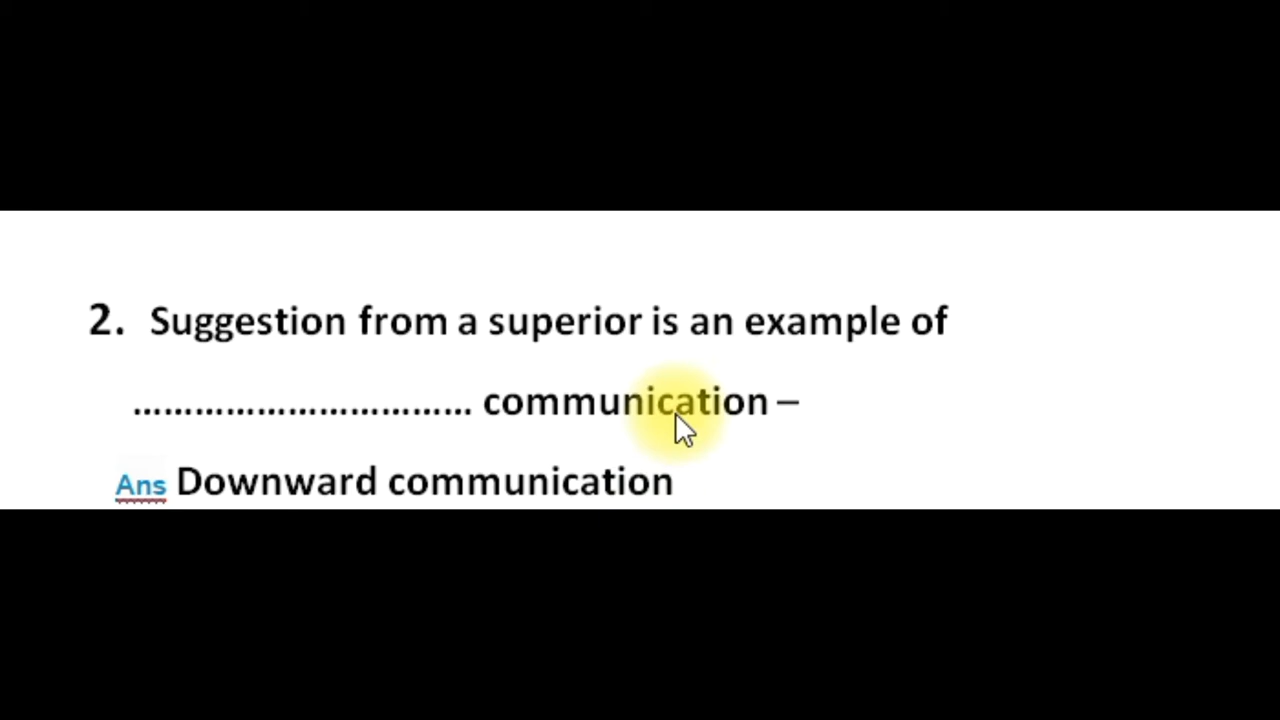 2. Suggestion from a superior is an example of
................................. communication –
Ans Downward communication